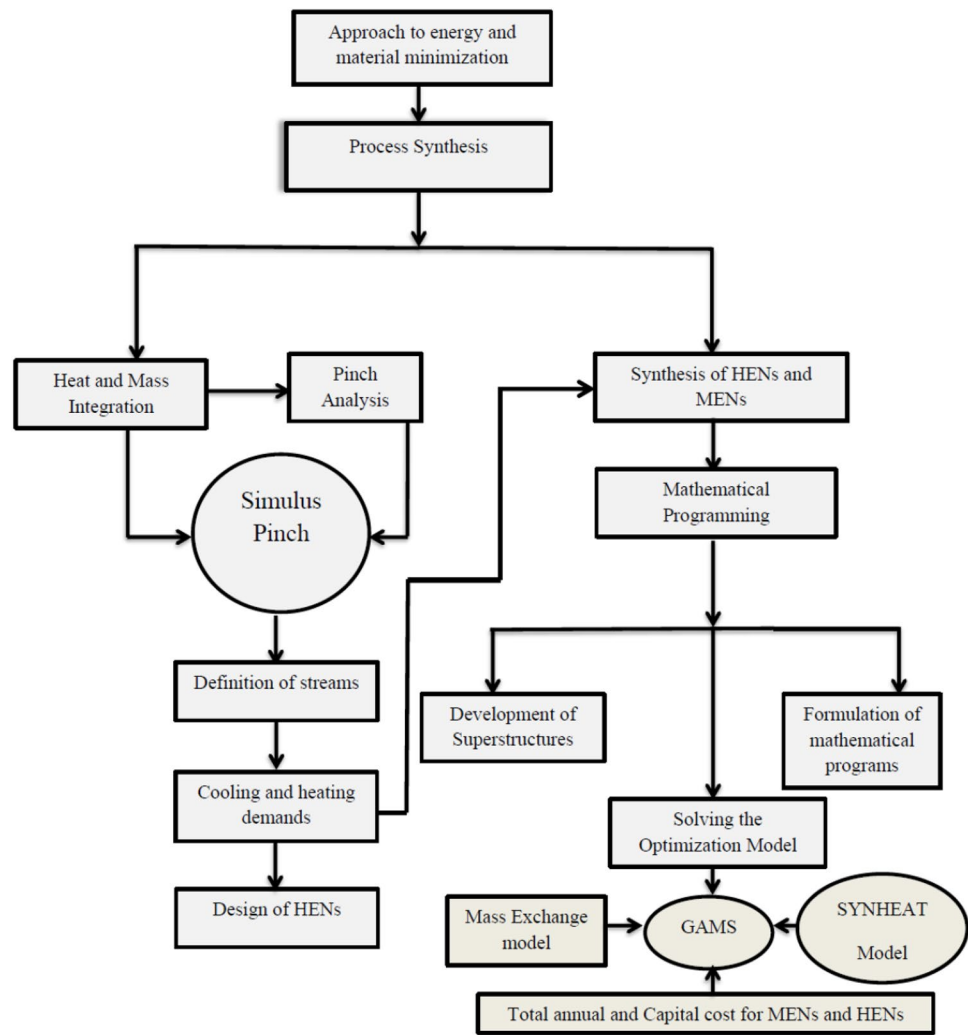 Approach to energy and
material minimization
Process Synthesis
Heat and Mass
Integration
Pinch
Analysis
Synthesis of HENs and
MENs
Simulus
Pinch
Mathematical
Programming
Definition of streams
Development of
Superstructures
Formulation of
mathematical
programs
Cooling and heating
demands
Solving the
Optimization Model
Design of HENs
Mass Exchange
model
GAMS
SYNHEAT
Model
Total annual and Capital cost for MENs and HENs